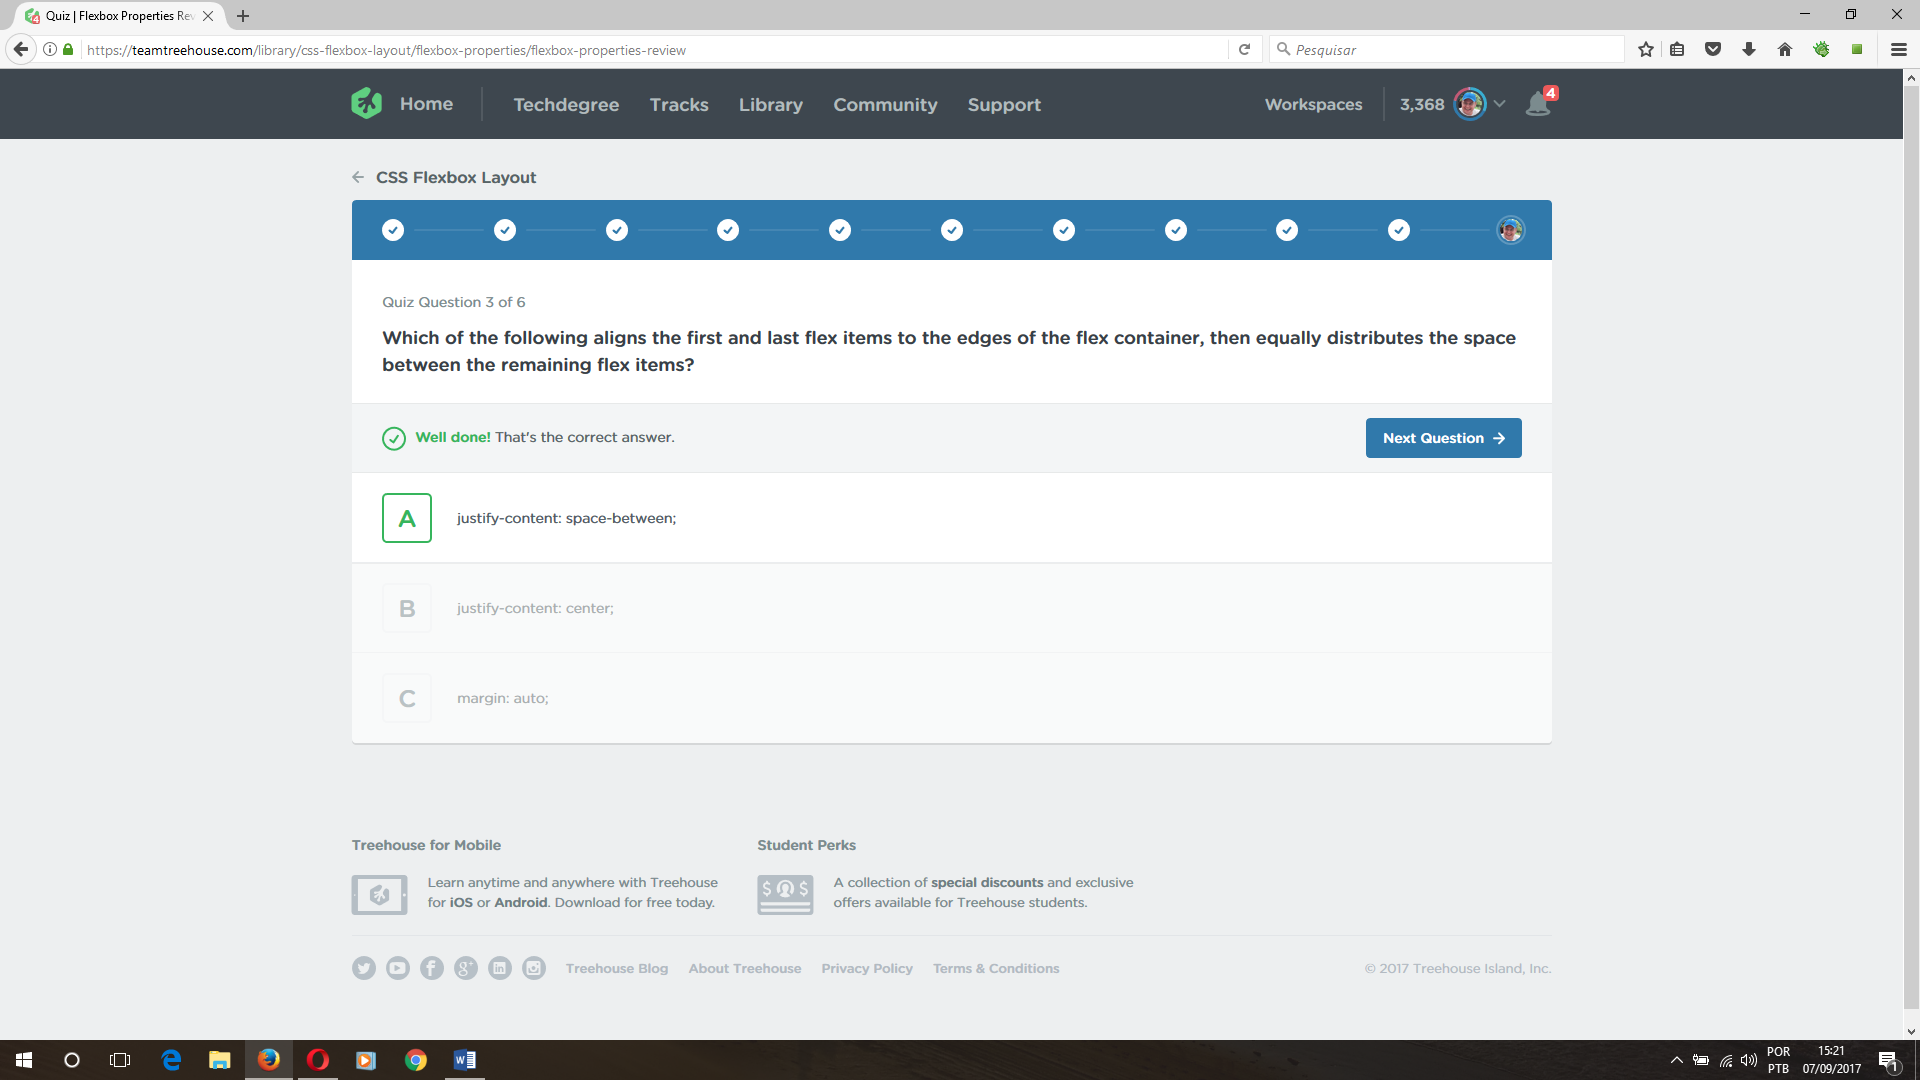 Quiz | Flexbox Properties Rev
https://teamtreehouse.com/library/css-flexbox-layout/flexbox-properties/flexbox-properties-review
Pesquisar
Home
Techdegree
Tracks
Library
Community
Support
Workspaces
3,368
4
CSS Flexbox Layout
Quiz Question 3 of 6
Which of the following aligns the first and last flex items to the edges of the flex container, then equally distributes the space
between the remaining flex items?
Well done! That's the correct answer.
Next Question
A
justify-content: space-between;
B
justify-content: center;
C
margin: auto;
Treehouse for Mobile
Learn anytime and anywhere with Treehouse
for iOS or Android. Download for free today.
Student Perks
A collection of special discounts and exclusive
offers available for Treehouse students.
Treehouse Blog
About Treehouse
Privacy Policy
Terms & Conditions
© 2017 Treehouse Island, Inc.
POR
PTB
15:21
07/09/2017
1